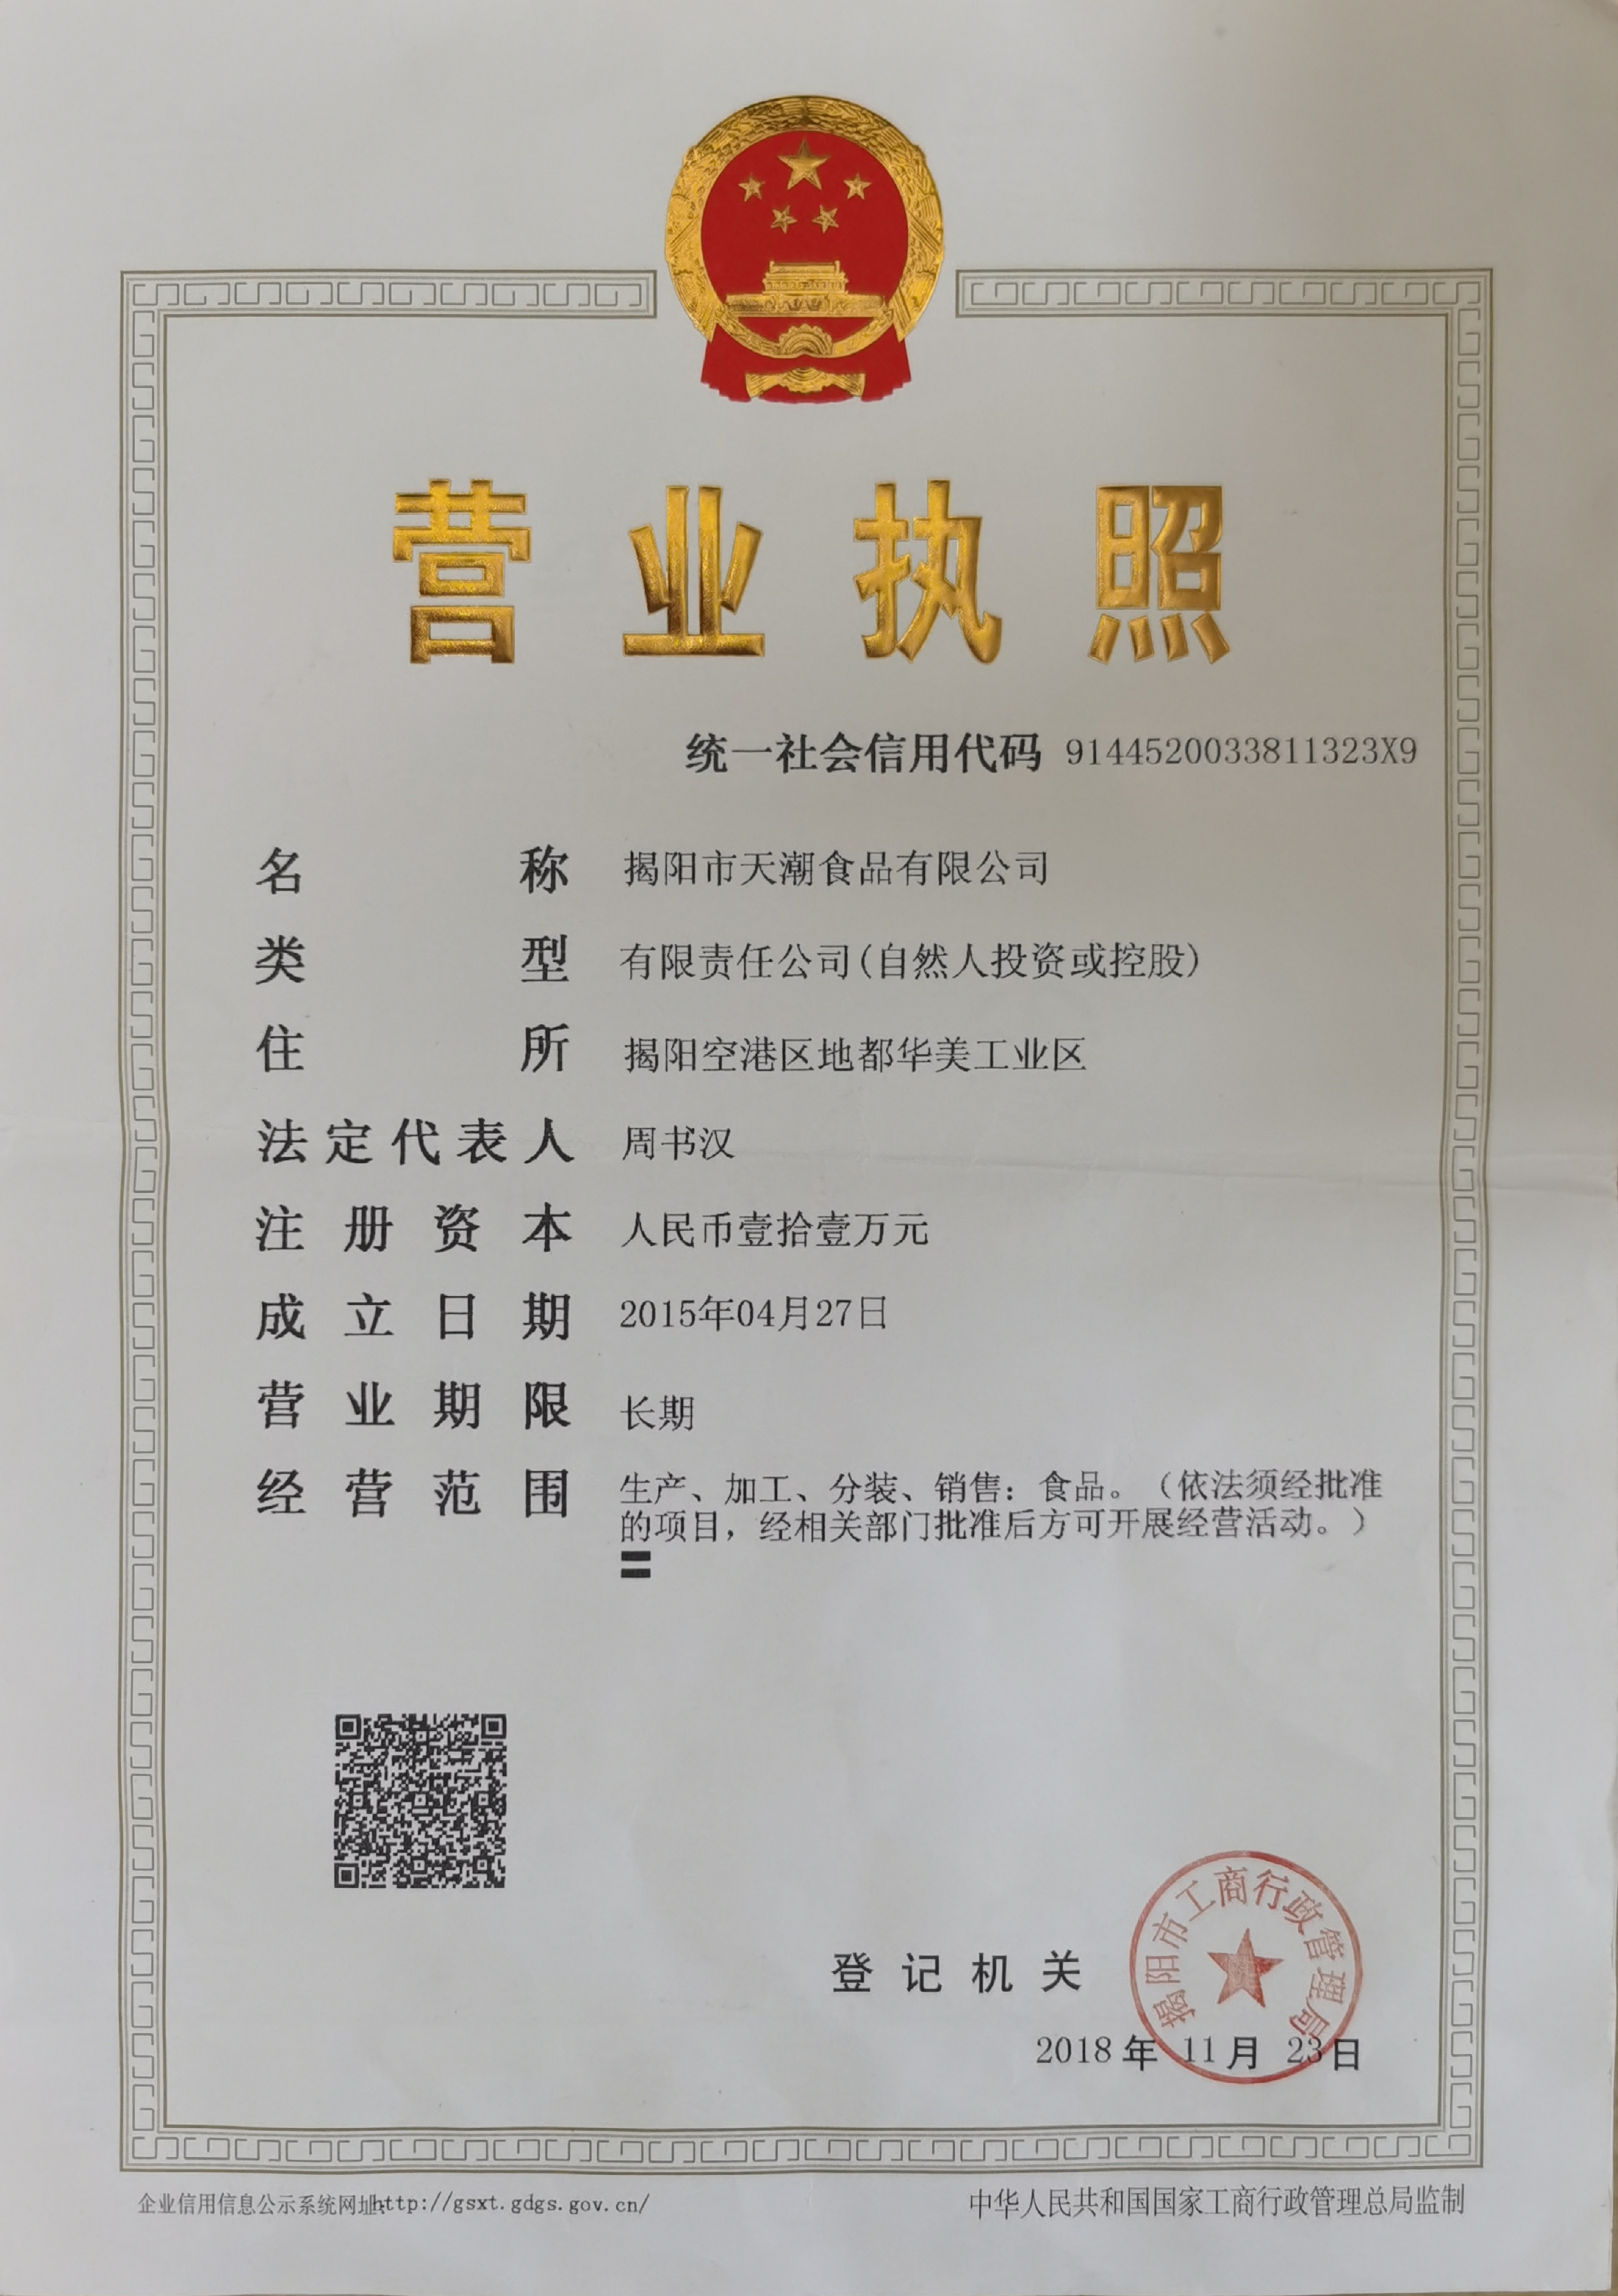 营业执照
统一社会信用代码 9144520033811323X9
名称 揭阳市天潮食品有限公司
类型 有限责任公司(自然人投资或控股)
住所 揭阳空港区地都华美工业区
法定代表人 周书汉
注册资本 人民币壹拾壹万元
成立日期 2015年04月27日
营业期限 长期
经营范围 生产、加工、分装、销售：食品。（依法须经批准
的项目，经相关部门批准后方可开展经营活动。）
登记机关
揭阳市工商行政管理局
2018年 11月 23日
企业信用信息公示系统网址:http://gsxt.gdgs.gov.cn/
中华人民共和国国家工商行政管理总局监制